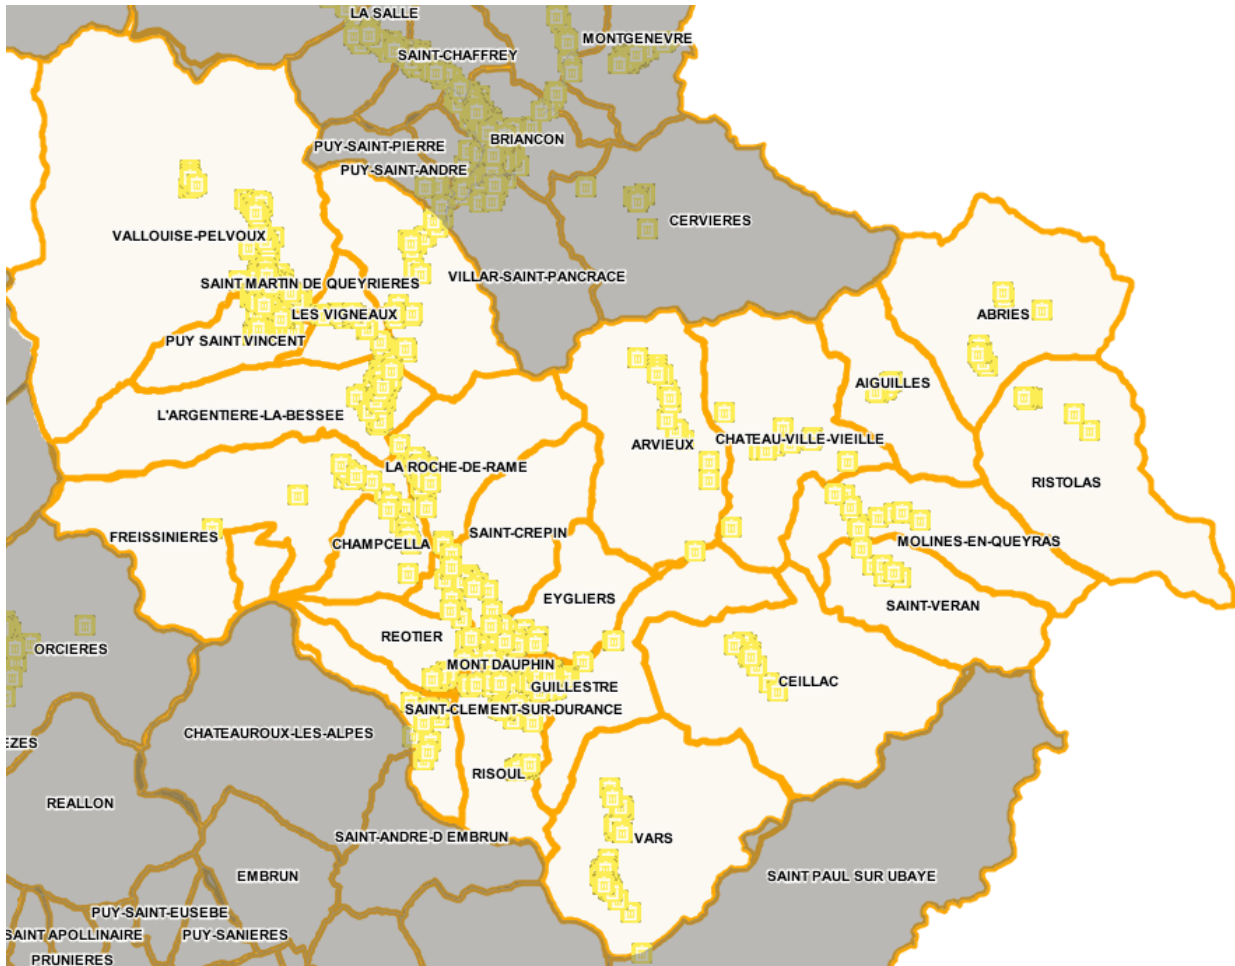 LA SALLE
MONTGENEVRE
SAINT-CHAFFREY
BRIANCON
PUY-SAINT-PIERRE
PUY-SAINT-ANDRE
CERVIERES
VALLOUISE-PELVOUX
VILLAR-SAINT-PANCRACE
SAINT MARTIN DE QUEYRIERES
LES VIGNEAUX
ABRIES
PUY SAINT VINCENT
AIGUILLES
L'ARGENTIERE-LA-BESSEE
ARVIEUX
CHATEAU-VILLE-VIEILLE
LA ROCHE-DE-RAME
RISTOLAS
FREISSINIERES
SAINT-CREPIN
CHAMPCELLA
MOLINES-EN-QUEYRAS
EYGLIERS
SAINT-VERAN
REOTIER
ORCIERES
MONT DAUPHIN
CEILLAC
GUILLESTRE
SAINT-CLEMENT-SUR-DURANCE
CHATEAUROUX-LES-ALPES
EZES
RISOUL
REALLON
SAINT-ANDRE-D EMBRUN
VARS
EMBRUN
SAINT PAUL SUR UBAYE
PUY-SAINT-EUSEBE
SAINT APOLLINAIRE
PUY-SANIERES
PRUNIERES